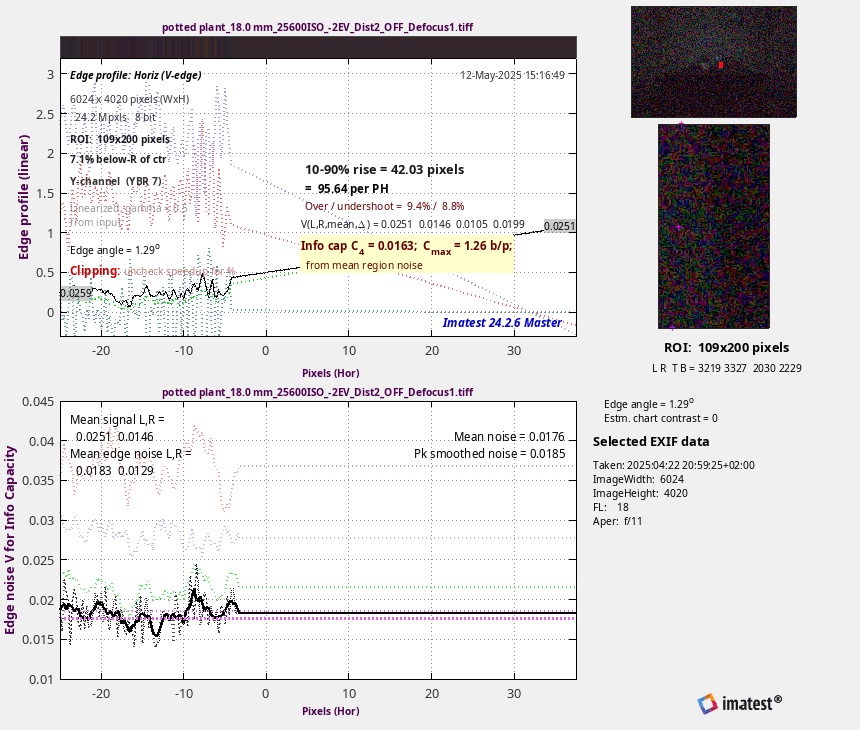 potted plant_18.0 mm_25600ISO_-2EV_Dist2_OFF_Defocus1.tiff
Edge profile: Horiz (V-edge)
12-May-2025 15:16:49
6024 x 4020 pixels (WxH)
24.2 Mpxls 8 bit
ROI: 109x200 pixels
7.1% below-R of ctr
Y-channel (YBR 7)
Linearized, gamma = 0.5
from input
Edge angle = 1.29°
Clipping: uncheck speedup for %
10-90% rise = 42.03 pixels
= 95.64 per PH
Over / undershoot = 9.4% / 8.8%
V(L,R,mean,Δ) = 0.0251 0.0146 0.0105 0.0199
Info cap C4 = 0.0163; Cmax = 1.26 b/p;
from mean region noise
0.0251
0.0259
Imatest 24.2.6 Master
Edge profile (linear)
3
2.5
2
1.5
1
0.5
0
-20
-10
0
10
20
30
Pixels (Hor)
potted plant_18.0 mm_25600ISO_-2EV_Dist2_OFF_Defocus1.tiff
Mean signal L,R =
0.0251 0.0146
Mean edge noise L,R =
0.0183 0.0129
Mean noise = 0.0176
Pk smoothed noise = 0.0185
Edge noise V for Info Capacity
0.045
0.04
0.035
0.03
0.025
0.02
0.015
0.01
-20
-10
0
10
20
30
Pixels (Hor)
ROI: 109x200 pixels
L R T B = 3219 3327 2030 2229
Edge angle = 1.29°
Estm. chart contrast = 0
Selected EXIF data
Taken: 2025:04:22 20:59:25+02:00
ImageWidth: 6024
ImageHeight: 4020
FL: 18
Aper: f/11
imatest®